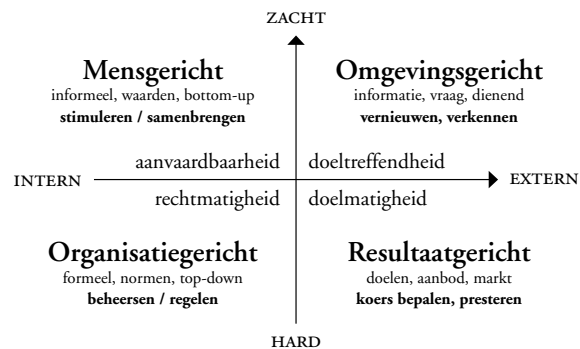 ZACHT
Mensgericht
informeel, waarden, bottom-up
stimuleren / samenbrengen
Omgevingsgericht
informatie, vraag, dienend
vernieuwen, verkennen
aanvaardbaarheid
doeltreffendheid
INTERN
EXTERN
rechtmatigheid
doelmatigheid
Organisatiegericht
formeel, normen, top-down
beheersen / regelen
Resultaatgericht
doelen, aanbod, markt
koers bepalen, presteren
HARD